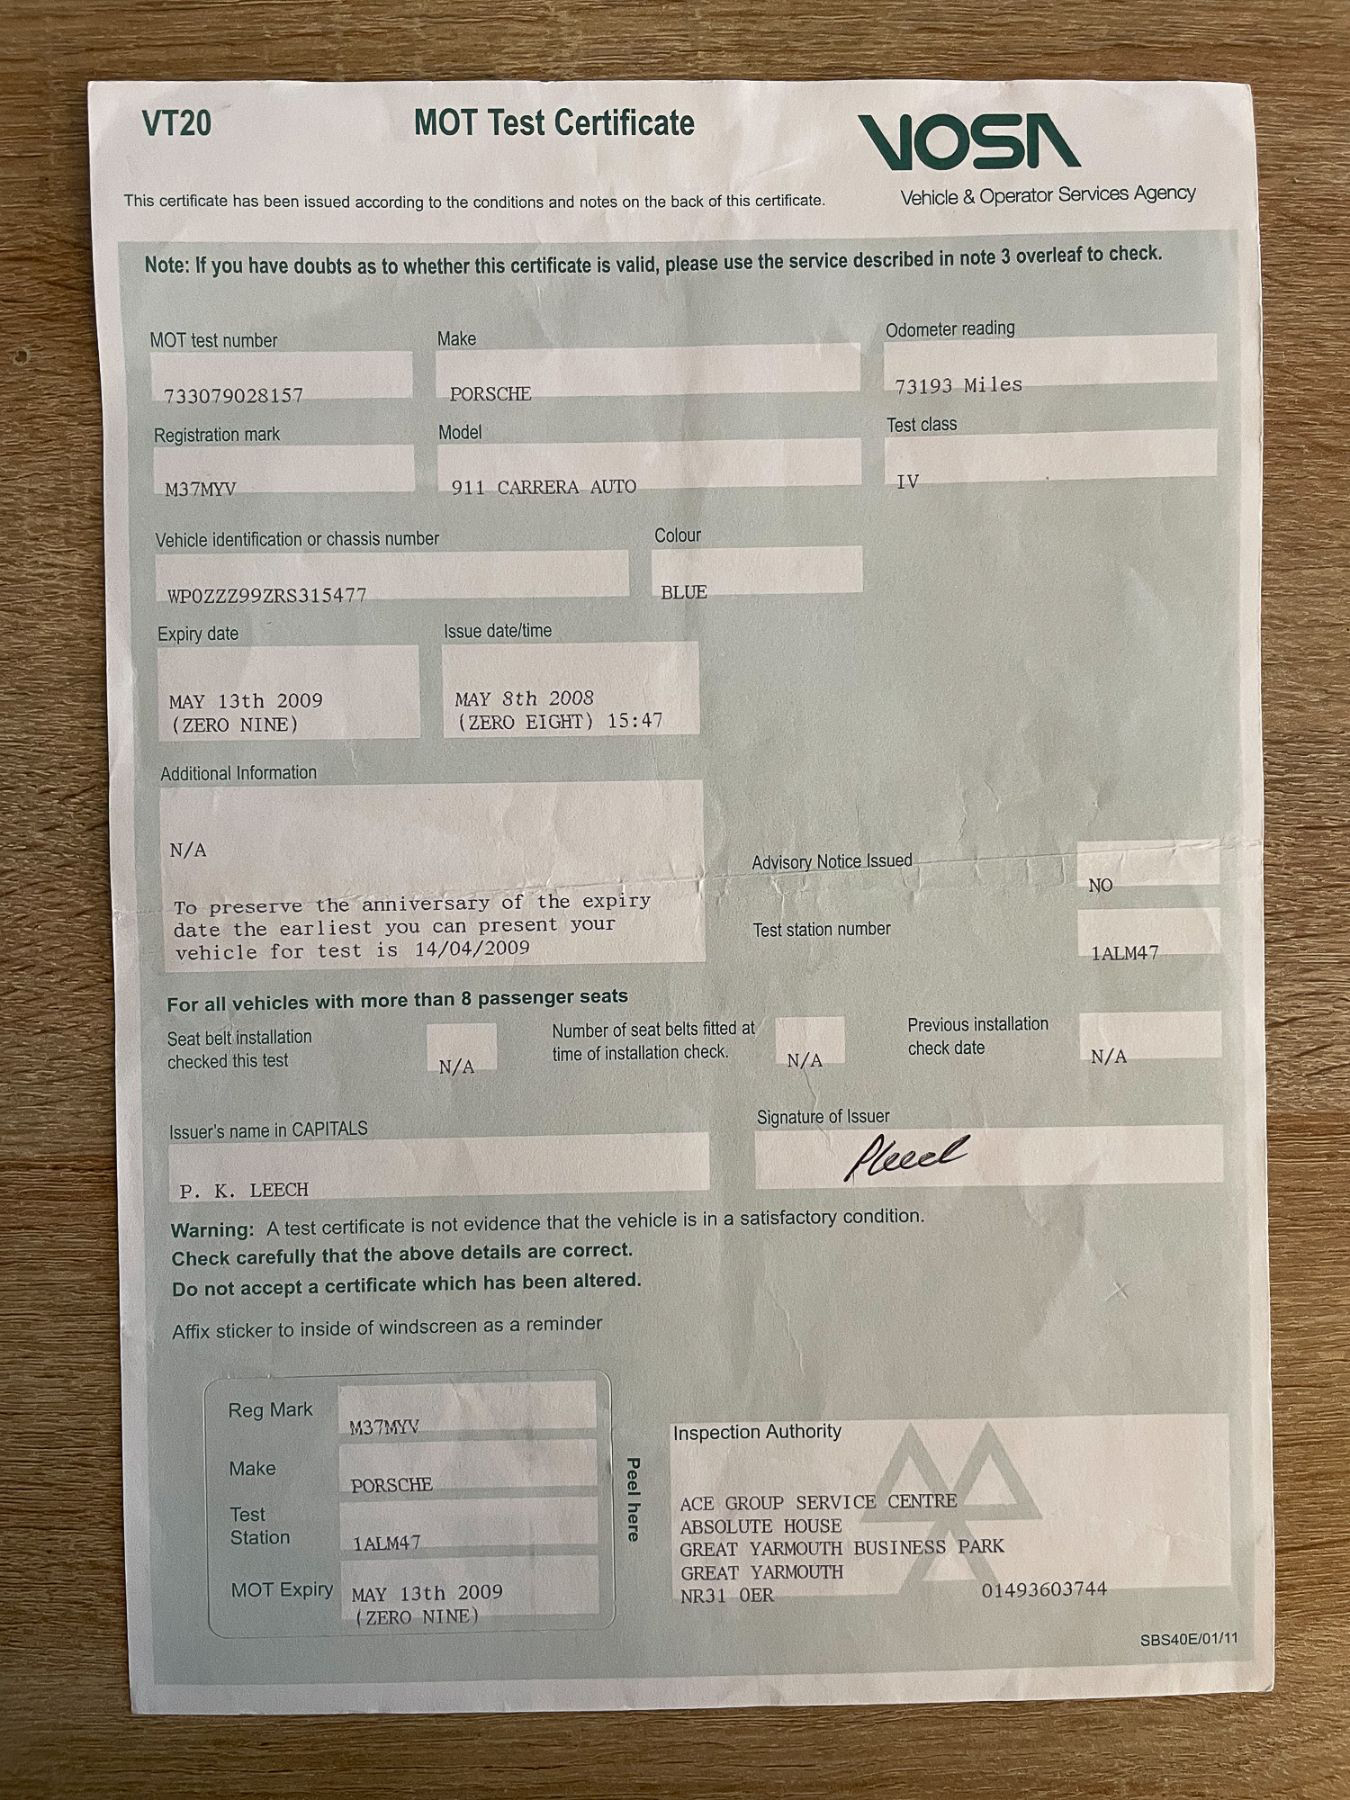 VT20
MOT Test Certificate
VOSA
Vehicle & Operator Services Agency
This certificate has been issued according to the conditions and notes on the back of this certificate.
Note: If you have doubts as to whether this certificate is valid, please use the service described in note 3 overleaf to check.
MOT test number
733079028157
Make
PORSCHE
Odometer reading
73193 Miles
Registration mark
M37MYV
Model
911 CARRERA AUTO
Test class
IV
Vehicle identification or chassis number
WP0ZZZ99ZRS315477
Colour
BLUE
Expiry date
MAY 13th 2009
(ZERO NINE)
Issue date/time
MAY 8th 2008
(ZERO EIGHT) 15:47
Additional Information
N/A
To preserve the anniversary of the expiry
date the earliest you can present your
vehicle for test is 14/04/2009
Advisory Notice Issued
NO
Test station number
1ALM47
For all vehicles with more than 8 passenger seats
Seat belt installation
checked this test
N/A
Number of seat belts fitted at
time of installation check.
N/A
Previous installation
check date
N/A
Issuer's name in CAPITALS
P. K. LEECH
Signature of Issuer
Warning: A test certificate is not evidence that the vehicle is in a satisfactory condition.
Check carefully that the above details are correct.
Do not accept a certificate which has been altered.
Affix sticker to inside of windscreen as a reminder
Reg Mark
M37MYV
Make
PORSCHE
Test
Station
1ALM47
MOT Expiry
MAY 13th 2009
(ZERO NINE)
Peel here
Inspection Authority
ACE GROUP SERVICE CENTRE
ABSOLUTE HOUSE
GREAT YARMOUTH BUSINESS PARK
GREAT YARMOUTH
NR31 0ER
01493603744
SBS40E/01/11